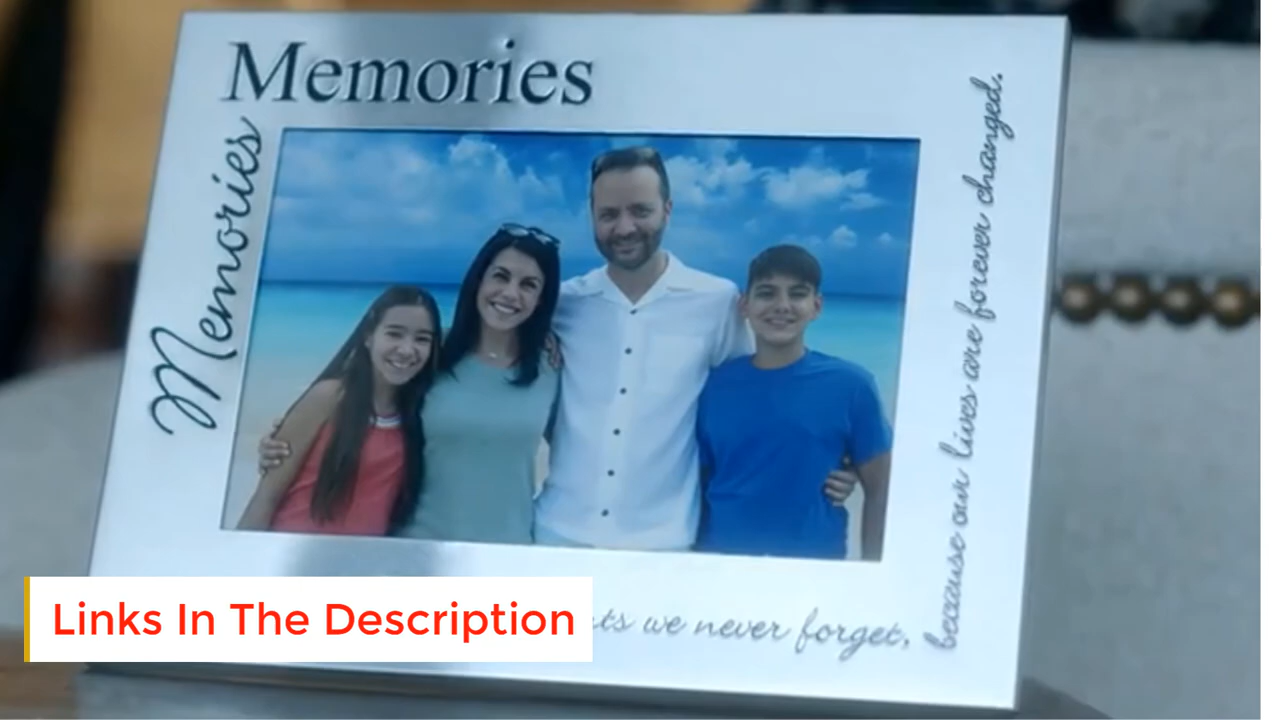 Memories
Memories
we never forget,
because our lives are forever changed.
Links In The Description